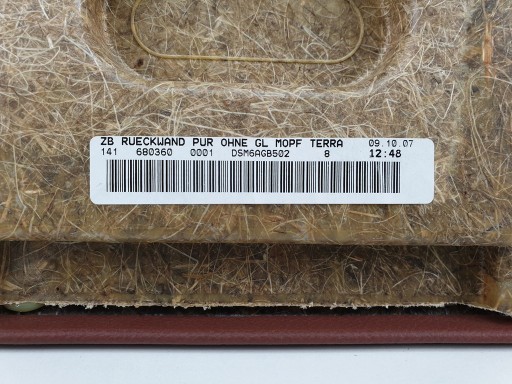 ZB RUECKWAND PUR OHNE GL MOPF TERRA 09.10.07
141 680360 0001 DSM6AGB502 8 12:48